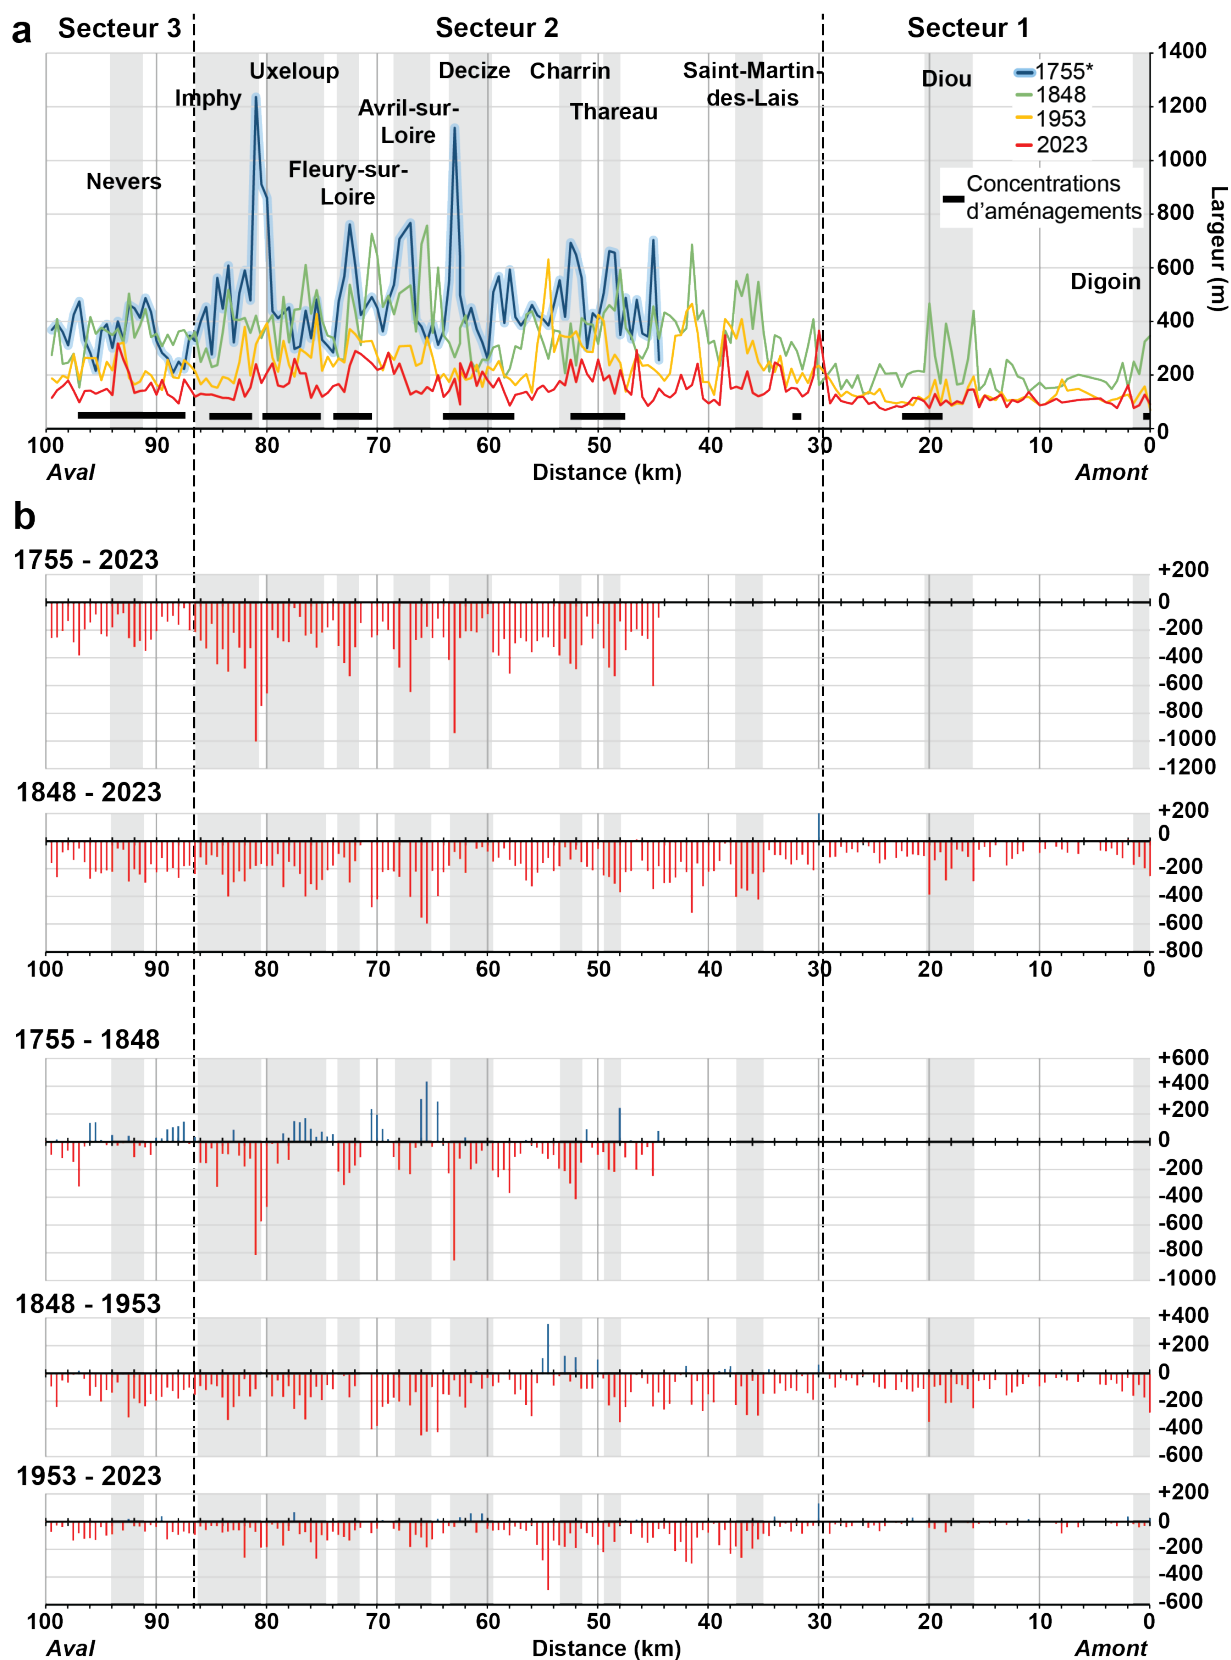 a
Secteur 3
Secteur 2
Secteur 1
1400
1200
1000
800
600
400
200
0
Largeur (m)
Uxeloup
Decize
Charrin
Saint-Martin-
des-Lais
Diou
Imphy
Avril-sur-
Loire
Thareau
Nevers
Fleury-sur-
Loire
Digoin
1755*
1848
1953
2023
Concentrations
d'aménagements
100 90 80 70 60 50 40 30 20 10 0
Aval
Distance (km)
Amont
b
1755 - 2023
+200
0
-200
-400
-600
-800
-1000
-1200
1848 - 2023
+200
0
-200
-400
-600
-800
100 90 80 70 60 50 40 30 20 10 0
1755 - 1848
+600
+400
+200
0
-200
-400
-600
-800
-1000
1848 - 1953
+400
+200
0
-200
-400
-600
1953 - 2023
+200
0
-200
-400
-600
100 90 80 70 60 50 40 30 20 10 0
Aval
Distance (km)
Amont